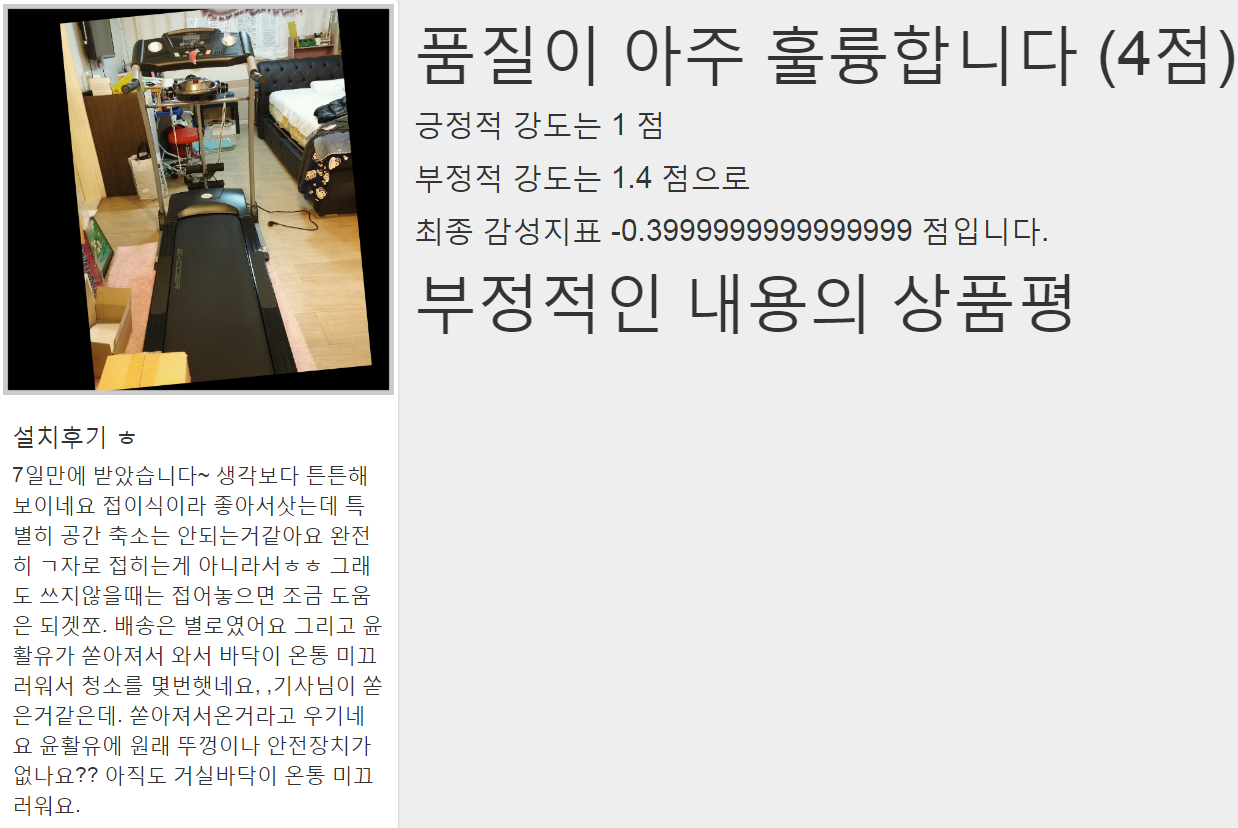 설치후기 ㅎ
7일만에 받았습니다~ 생각보다 튼튼해
보이네요 접이식이라 좋아서삿는데 특
별히 공간 축소는 안되는거같아요 완전
히 ㄱ자로 접히는게 아니라서ㅎㅎ 그래
도 쓰지않을때는 접어놓으면 조금 도움
은 되겟쪼. 배송은 별로였어요 그리고 윤
활유가 쏟아져서 와서 바닥이 온통 미끄
러워서 청소를 몇번햇네요, ,기사님이 쏟
은거같은데. 쏟아져서온거라고 우기네
요 윤활유에 원래 뚜껑이나 안전장치가
없나요?? 아직도 거실바닥이 온통 미끄
러워요.
품질이 아주 훌륭합니다 (4점)
긍정적 강도는 1 점
부정적 강도는 1.4 점으로
최종 감성지표 -0.3999999999999999 점입니다.
부정적인 내용의 상품평